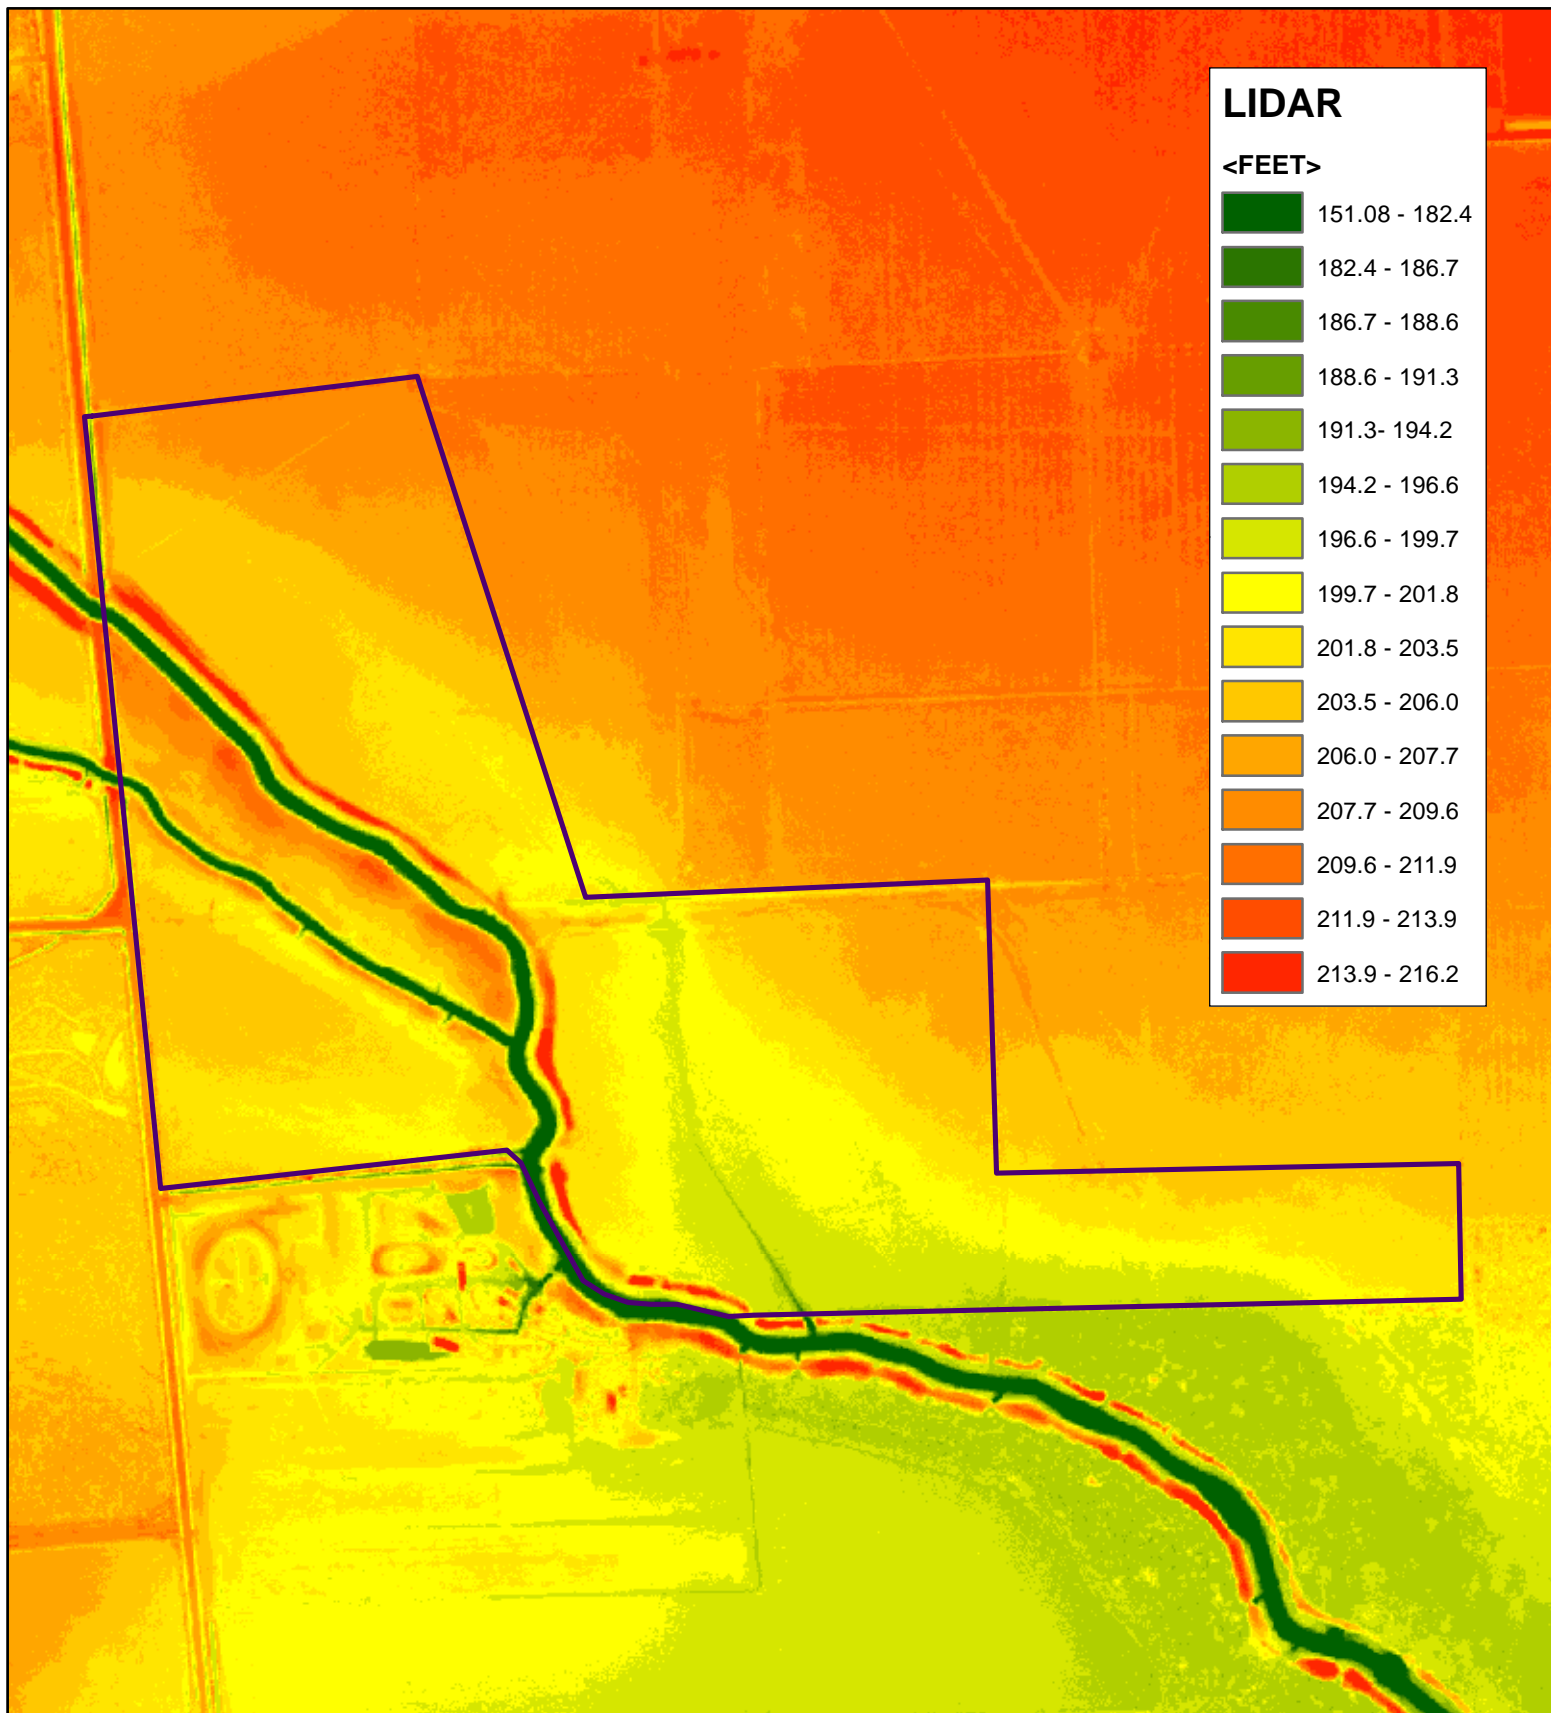 LIDAR
<FEET>
151.08 - 182.4
182.4 - 186.7
186.7 - 188.6
188.6 - 191.3
191.3- 194.2
194.2 - 196.6
196.6 - 199.7
199.7 - 201.8
201.8 - 203.5
203.5 - 206.0
206.0 - 207.7
207.7 - 209.6
209.6 - 211.9
211.9 - 213.9
213.9 - 216.2